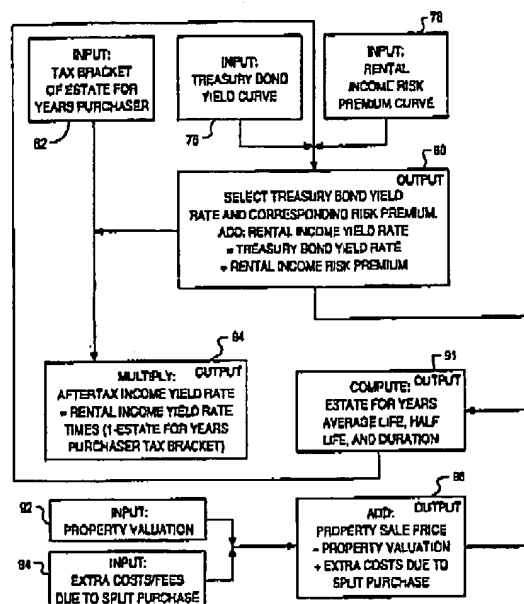 INPUT:
TAX BRACKET
OF ESTATE FOR
YEARS PURCHASER
82
INPUT:
TREASURY BOND
YIELD CURVE
76
78
INPUT:
RENTAL
INCOME RISK
PREMIUM CURVE
80
OUTPUT
SELECT TREASURY BOND YIELD
RATE AND CORRESPONDING RISK PREMIUM.
ADD: RENTAL INCOME YIELD RATE
= TREASURY BOND YIELD RATE
= RENTAL INCOME RISK PREMIUM
84
OUTPUT
MULTIPLY:
AFTERTAX INCOME YIELD RATE
= RENTAL INCOME YIELD RATE
TIMES (1-ESTATE FOR YEARS
PURCHASER TAX BRACKET)
91
OUTPUT
COMPUTE:
ESTATE FOR YEARS
AVERAGE LIFE, HALF
LIFE, AND DURATION
92
INPUT:
PROPERTY VALUATION
94
INPUT:
EXTRA COSTS/FEES
DUE TO SPLIT PURCHASE
OUTPUT
ADD:
PROPERTY SALE PRICE
= PROPERTY VALUATION
+ EXTRA COSTS DUE TO
SPLIT PURCHASE